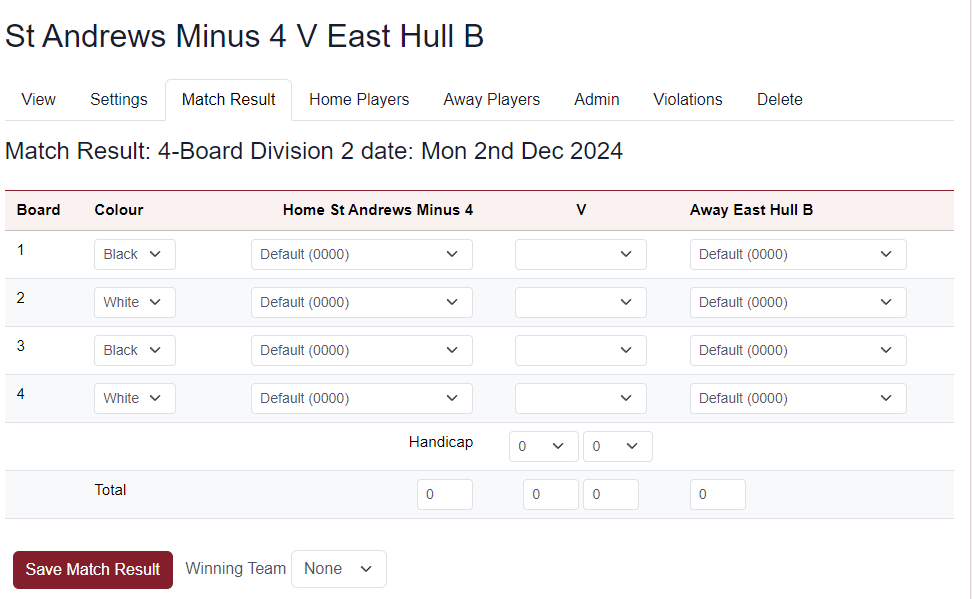 St Andrews Minus 4 V East Hull B
View Settings Match Result Home Players Away Players Admin Violations Delete
Match Result: 4-Board Division 2 date: Mon 2nd Dec 2024
Board Colour Home St Andrews Minus 4 V Away East Hull B
1 Black Default (0000) Default (0000)
2 White Default (0000) Default (0000)
3 Black Default (0000) Default (0000)
4 White Default (0000) Default (0000)
Handicap 0 0
Total 0 0 0 0
Save Match Result Winning Team None